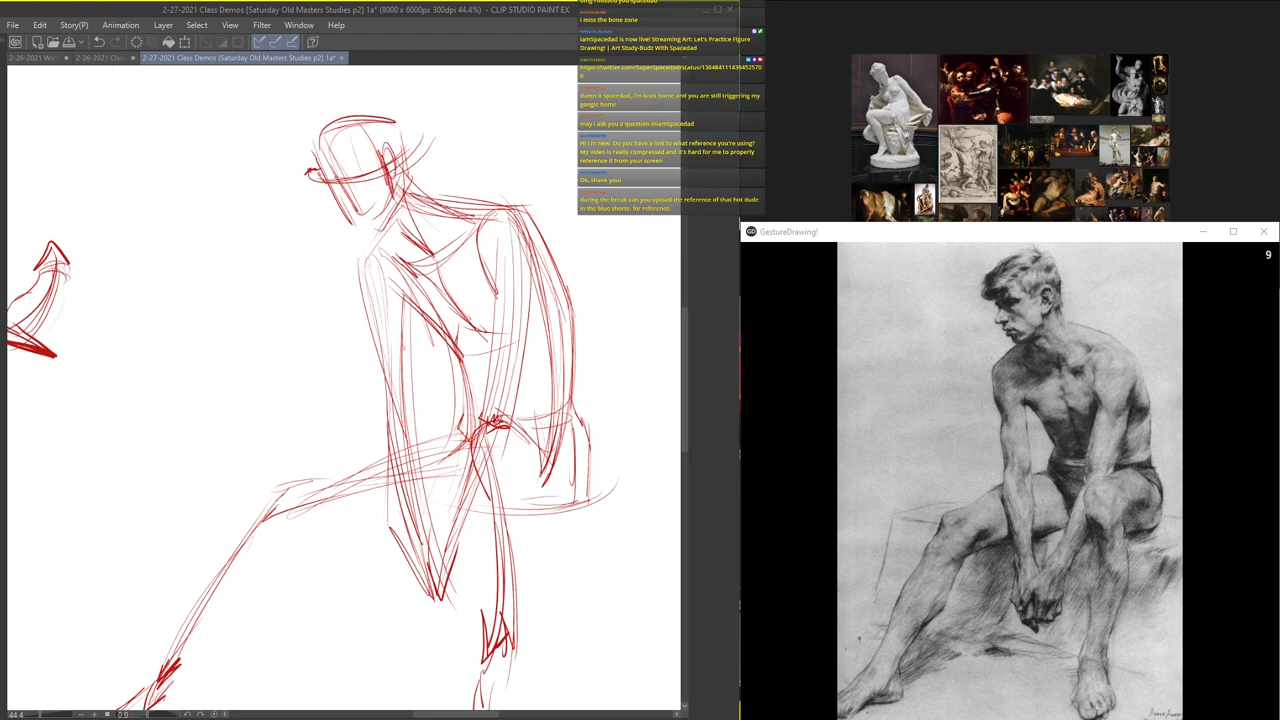 2-27-2021 Class Demos [Saturday Old Masters Studies p2] 1a* (8000 x 6000px 300dpi 44.4%) - CLIP STUDIO PAINT EX
File Edit Story(P) Animation Layer Select View Filter Window Help
2-27-2021 Class Demos [Saturday Old Masters Studies p2] 1a*
i miss the bone zone
IamSpacedad is now live! Streaming Art: Let's Practice Figure
Drawing! | Art Study-Budz With Spacedad
damn it spacedad, i'm back home and you are still triggering my
google home
may i ask you a question @iamSpacedad
Hi I'm new. Do you have a link to what reference you're using?
My video is really compressed and it's hard for me to properly
reference it from your screen
Ok, thank you!
during the break can you upload the reference of that hot dude
in the blue shorts. for reference.
GD GestureDrawing!
9
44.4
0.0